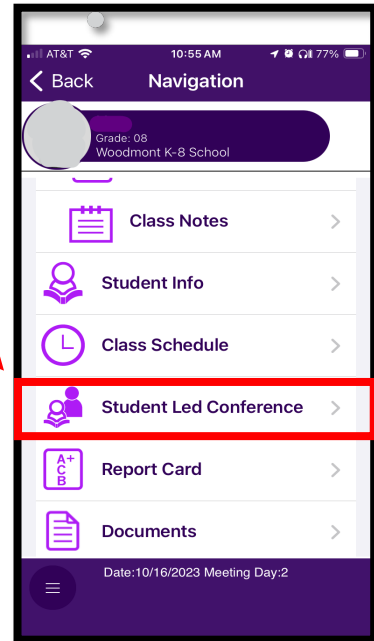 AT&T 10:55 AM 77%
Back Navigation
Grade: 08
Woodmont K-8 School
Class Notes
Student Info
Class Schedule
Student Led Conference
A+
C
B
Report Card
Documents
Date:10/16/2023 Meeting Day:2